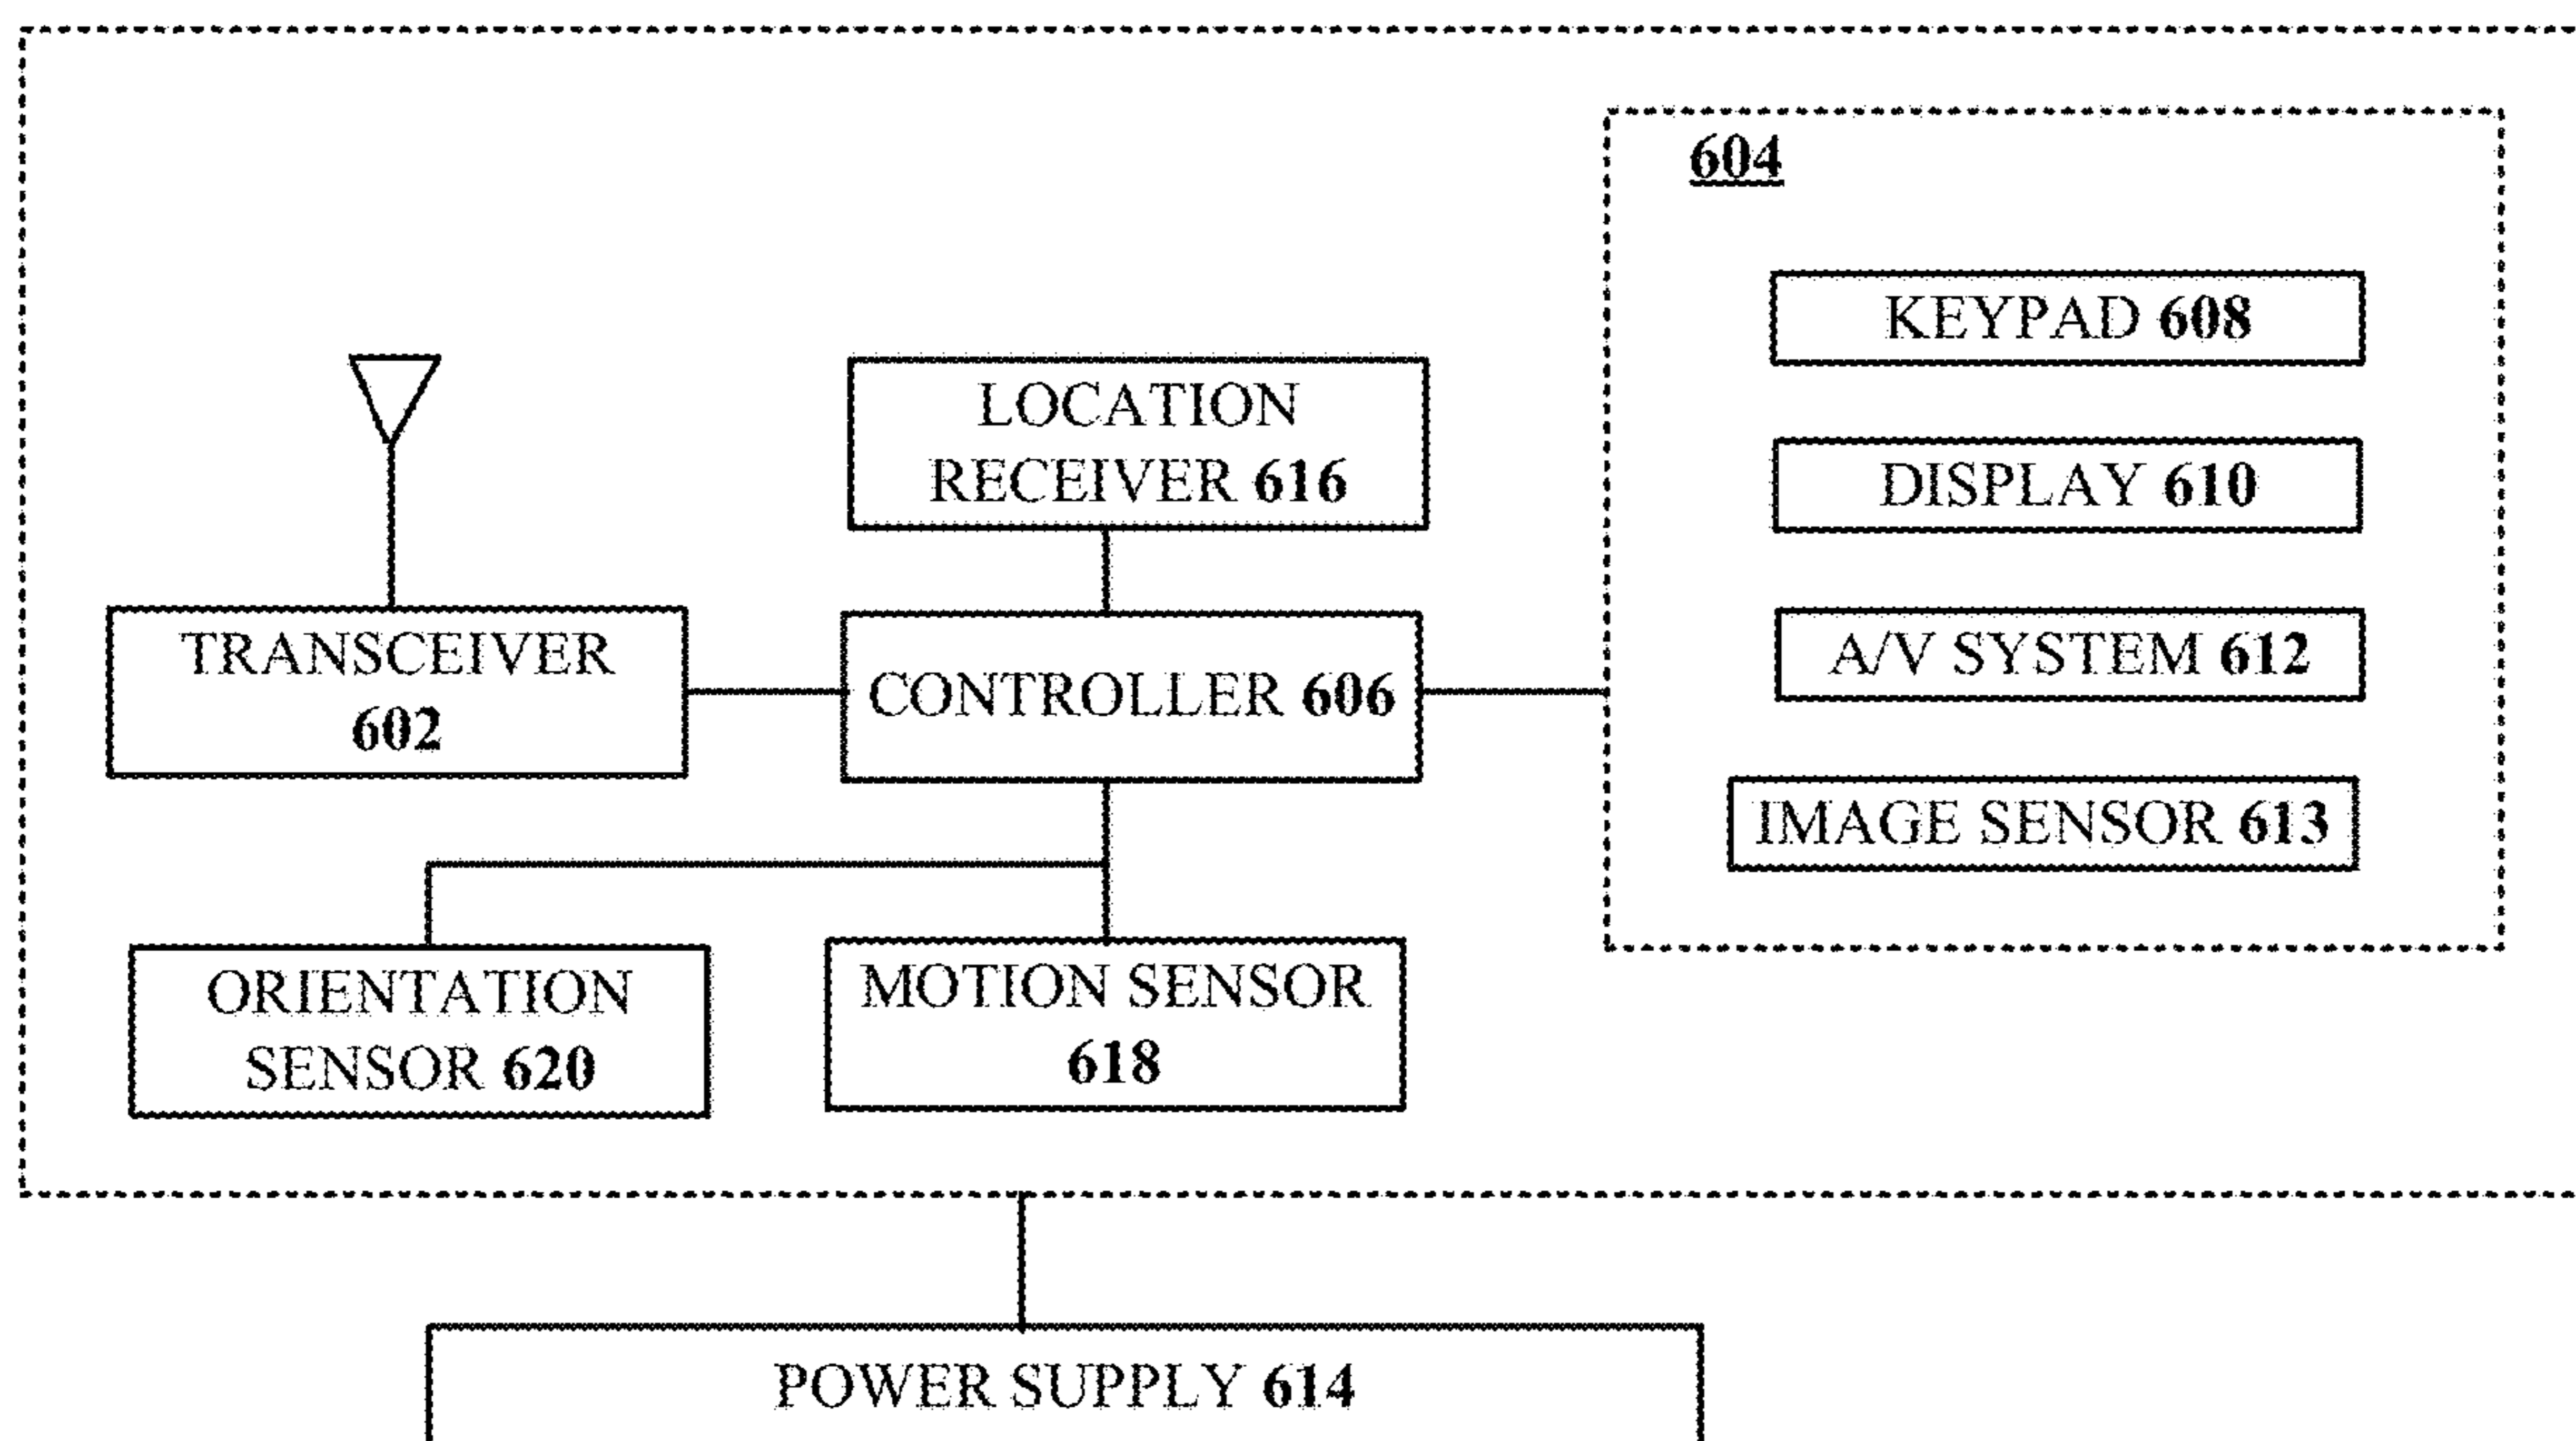 604
KEYPAD 608
LOCATION
RECEIVER 616
DISPLAY 610
TRANSCEIVER
602
CONTROLLER 606
A/V SYSTEM 612
IMAGE SENSOR 613
ORIENTATION
SENSOR 620
MOTION SENSOR
618
POWER SUPPLY 614